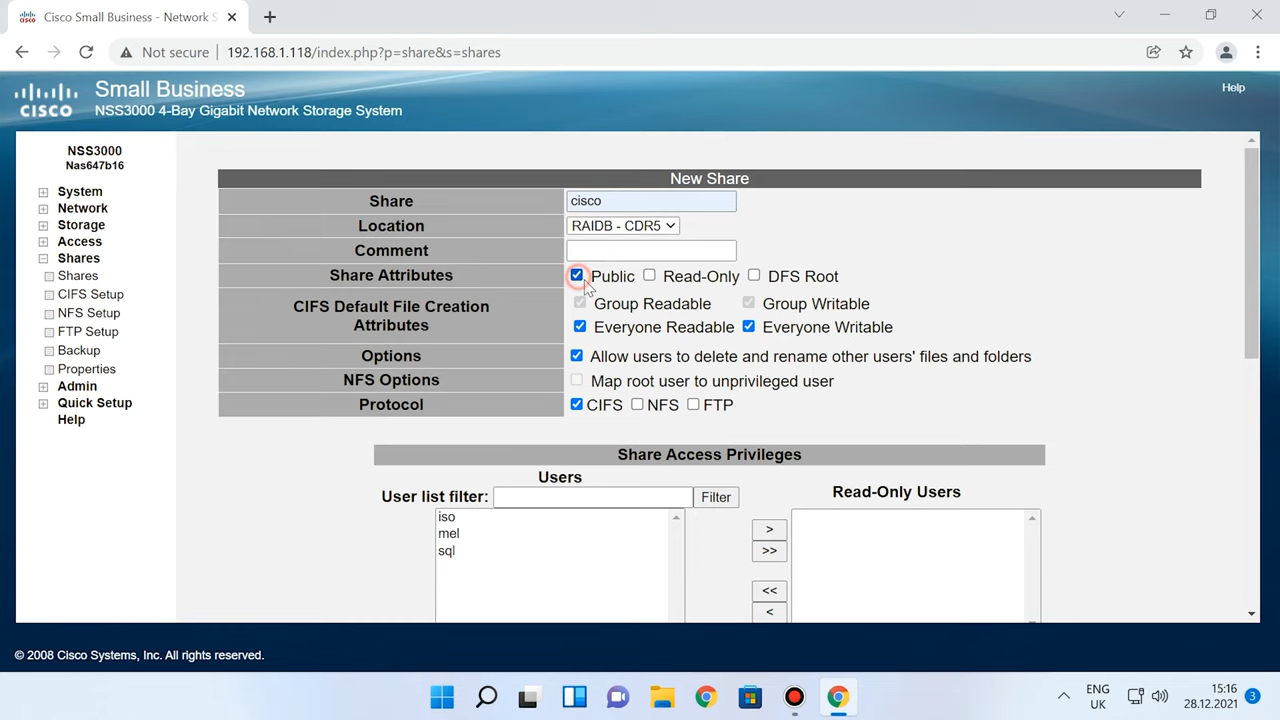 Cisco Small Business - Network S
Not secure 192.168.1.118/index.php?p=share&s=shares
CISCO
Small Business
NSS3000 4-Bay Gigabit Network Storage System
Help
NSS3000
Nas647b16
System
Network
Storage
Access
Shares
Shares
CIFS Setup
NFS Setup
FTP Setup
Backup
Properties
Admin
Quick Setup
Help
New Share
Share cisco
Location RAIDB - CDR5
Comment
Share Attributes Public Read-Only DFS Root
CIFS Default File Creation
Attributes
Group Readable Group Writable
Everyone Readable Everyone Writable
Options Allow users to delete and rename other users' files and folders
NFS Options Map root user to unprivileged user
Protocol CIFS NFS FTP
Share Access Privileges
Users
User list filter: Filter
iso
mel
sql
Read-Only Users
>
>>
<<
<
© 2008 Cisco Systems, Inc. All rights reserved.
ENG
UK
15:16
28.12.2021
3